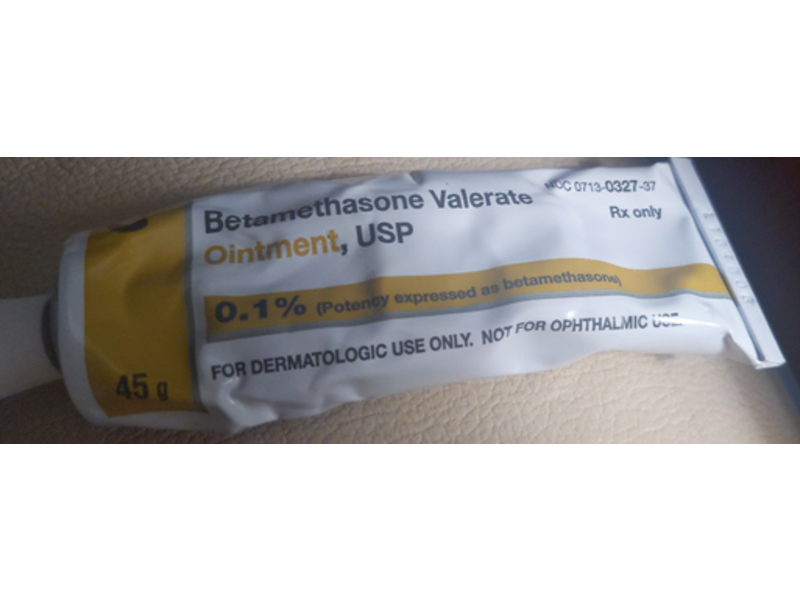 Betamethasone Valerate
Ointment, USP
NDC 0713-0327-37
Rx only
0.1% (Potency expressed as betamethasone)
FOR DERMATOLOGIC USE ONLY. NOT FOR OPHTHALMIC USE.
45 g